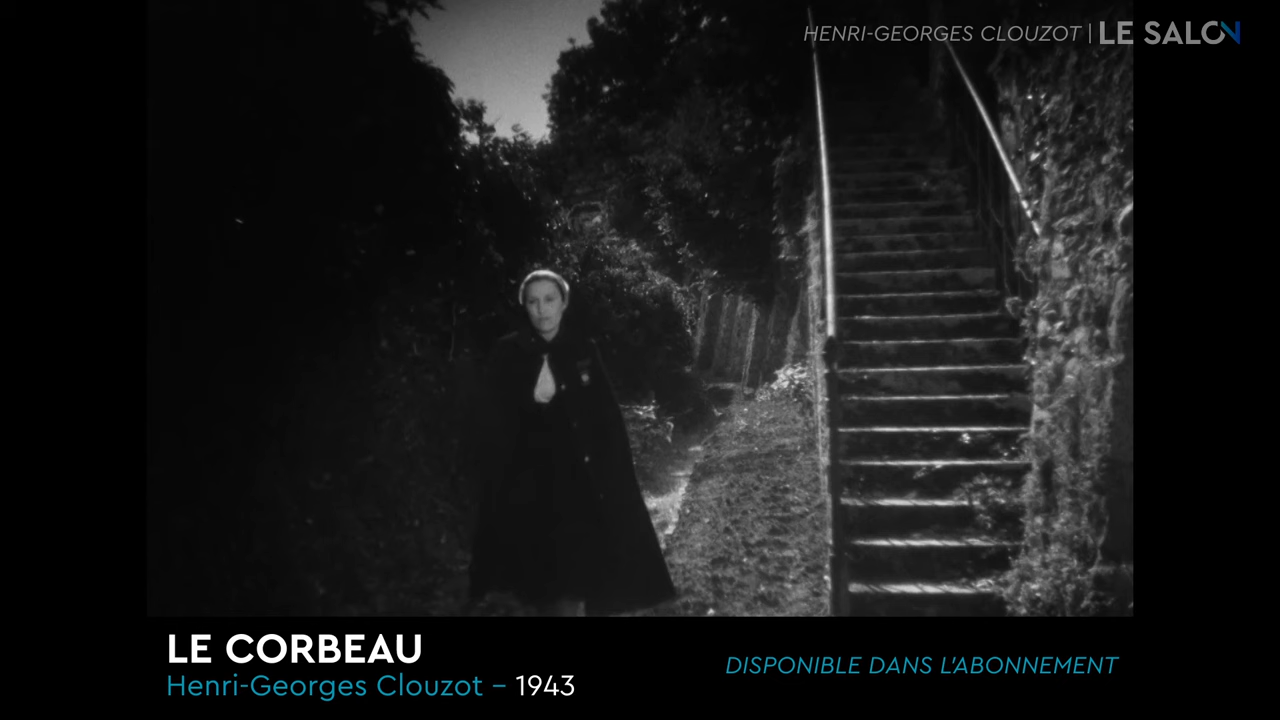 HENRI-GEORGES CLOUZOT | LE SALON
LE CORBEAU
Henri-Georges Clouzot – 1943
DISPONIBLE DANS L'ABONNEMENT